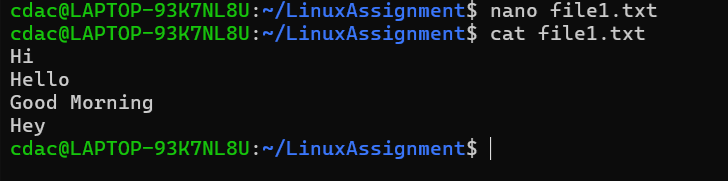 cdac@LAPTOP-93K7NL8U:~/LinuxAssignment$ nano file1.txt
cdac@LAPTOP-93K7NL8U:~/LinuxAssignment$ cat file1.txt
Hi
Hello
Good Morning
Hey
cdac@LAPTOP-93K7NL8U:~/LinuxAssignment$